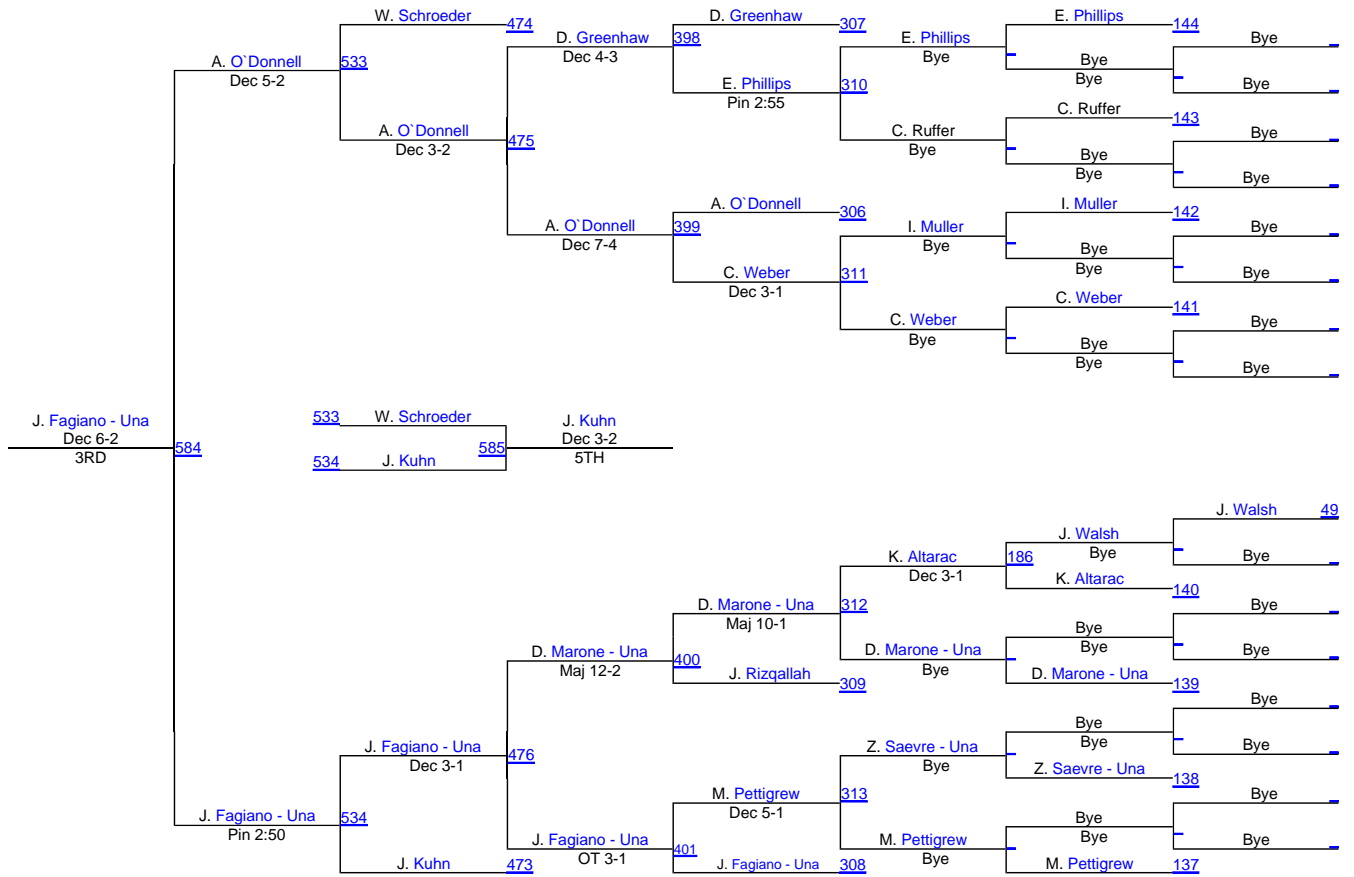 W. Schroeder 474
D. Greenhaw 307
E. Phillips 144
D. Greenhaw 398
Dec 4-3
E. Phillips
Bye
Bye
A. O`Donnell 533
Dec 5-2
Bye
Bye
E. Phillips 310
Pin 2:55
Bye
C. Ruffer 143
A. O`Donnell 475
Dec 3-2
C. Ruffer
Bye
Bye
Bye
Bye
Bye
A. O`Donnell 306
I. Muller 142
A. O`Donnell 399
Dec 7-4
I. Muller
Bye
Bye
Bye
Bye
C. Weber 311
Dec 3-1
Bye
C. Weber 141
C. Weber
Bye
Bye
Bye
Bye
Bye
J. Fagiano - Una
Dec 6-2
584
3RD
533 W. Schroeder
J. Kuhn
585 Dec 3-2
534 J. Kuhn
5TH
J. Walsh 49
J. Walsh
Bye
K. Altarac 186
Dec 3-1
Bye
K. Altarac 140
D. Marone - Una 312
Maj 10-1
Bye
Bye
Bye
D. Marone - Una 400
Maj 12-2
D. Marone - Una
Bye
Bye
J. Rizqallah 309
D. Marone - Una 139
Bye
Bye
Bye
J. Fagiano - Una 476
Dec 3-1
Z. Saevre - Una
Bye
Bye
Z. Saevre - Una 138
M. Pettigrew 313
Dec 5-1
Bye
J. Fagiano - Una 534
Pin 2:50
Bye
Bye
J. Fagiano - Una 401
OT 3-1
M. Pettigrew
Bye
Bye
J. Kuhn 473
J. Fagiano - Una 308
M. Pettigrew 137